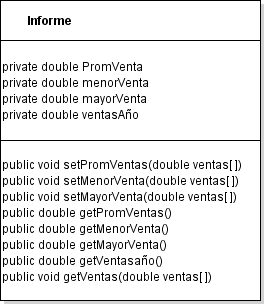 Informe
private double PromVenta
private double menorVenta
private double mayorVenta
private double ventasAño
public void setPromVentas(double ventas[])
public void setMenorVenta(double ventas[])
public void setMayorVenta(double ventas[])
public double getPromVentas()
public double getMenorVenta()
public double getMayorVenta()
public double getVentasaño()
public void getVentas(double ventas[])